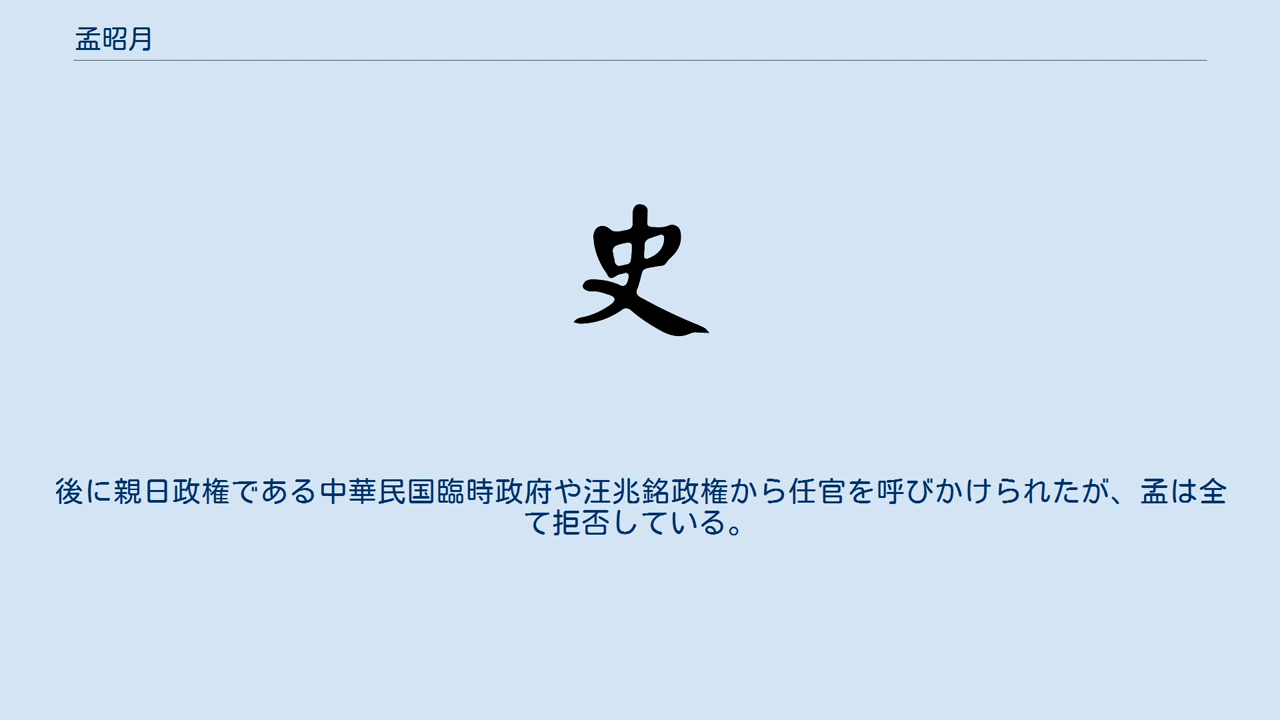 孟昭月
史
後に親日政権である中華民国臨時政府や汪兆銘政権から任官を呼びかけられたが、孟は全
て拒否している。